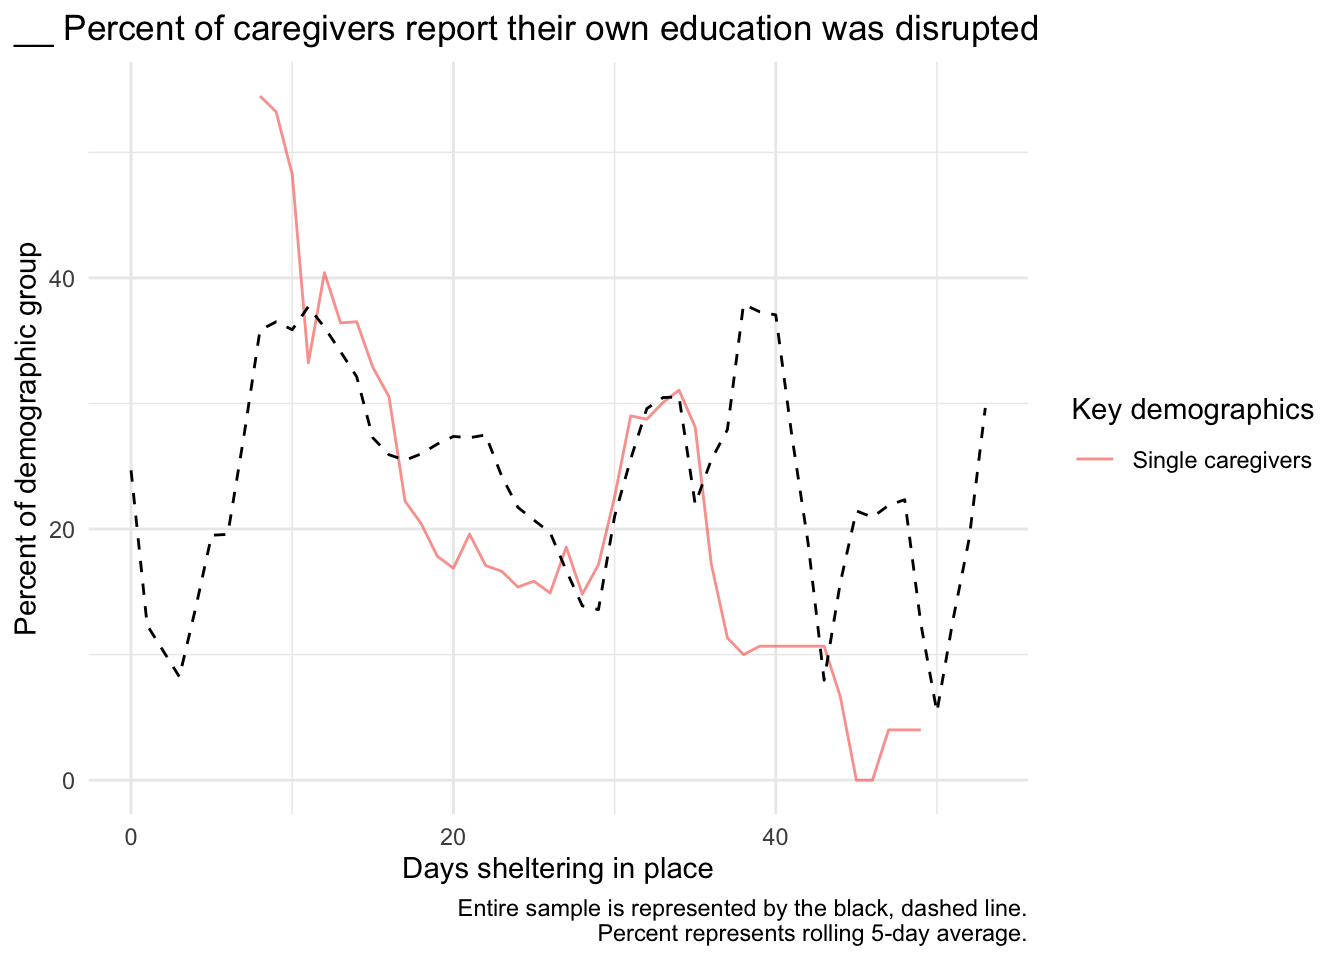 __ Percent of caregivers report their own education was disrupted
Percent of demographic group
40
20
0
0
20
40
Days sheltering in place
Key demographics
Single caregivers
Entire sample is represented by the black, dashed line.
Percent represents rolling 5-day average.